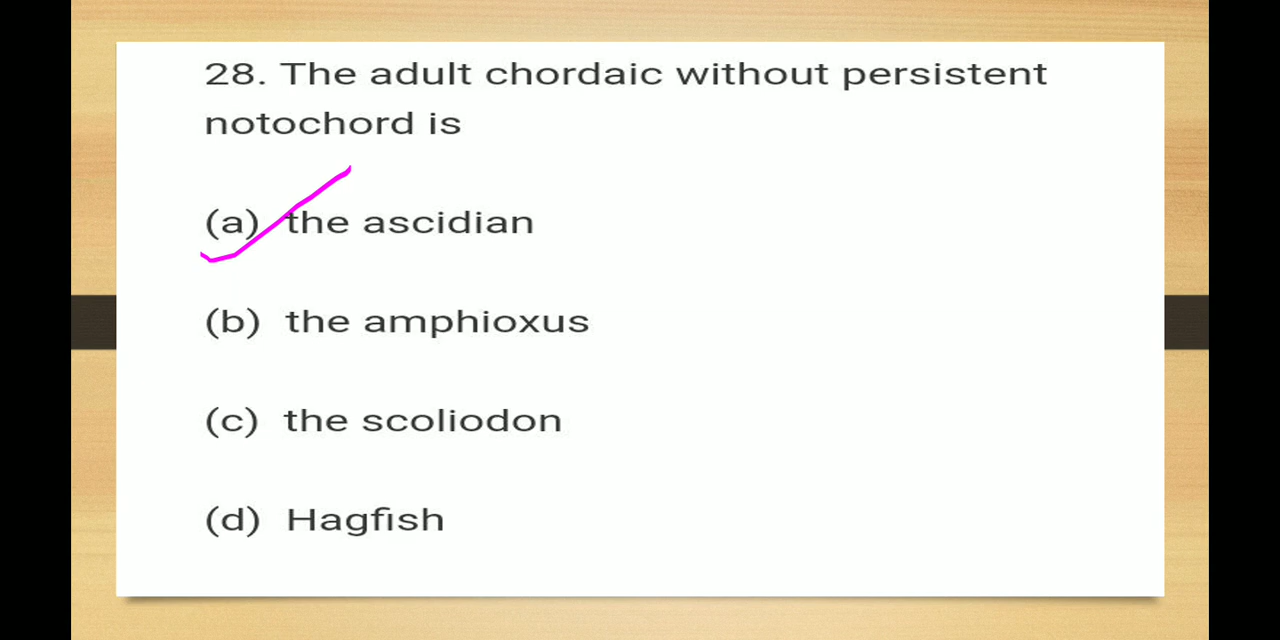 28. The adult chordaic without persistent
notochord is
(a) the ascidian
(b) the amphioxus
(c) the scoliodon
(d) Hagfish